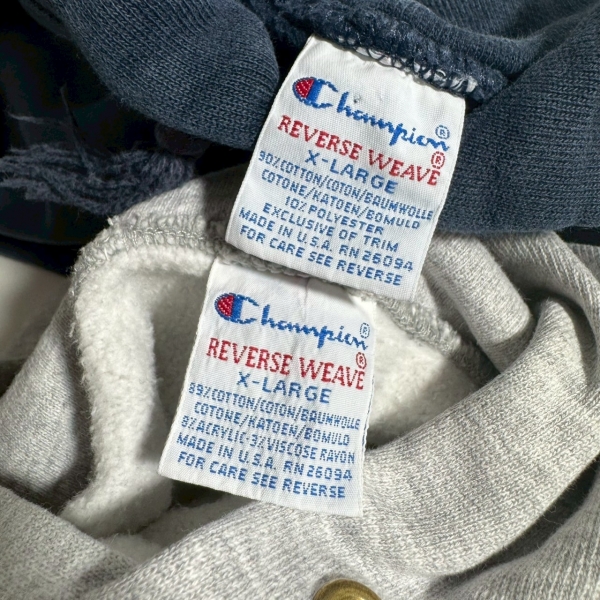 Champion®
REVERSE WEAVE®
X-LARGE
90%COTTON/COTON/BAUMWOLLE
COTONE/KATOEN/BOMULD
10% POLYESTER
EXCLUSIVE OF TRIM
MADE IN U.S.A. RN 26094
FOR CARE SEE REVERSE
Champion®
REVERSE WEAVE®
X-LARGE
89%COTTON/COTON/BAUMWOLLE
COTONE/KATOEN/BOMULD
8%ACRYLIC-3%VISCOSE RAYON
MADE IN U.S.A. RN 26094
FOR CARE SEE REVERSE